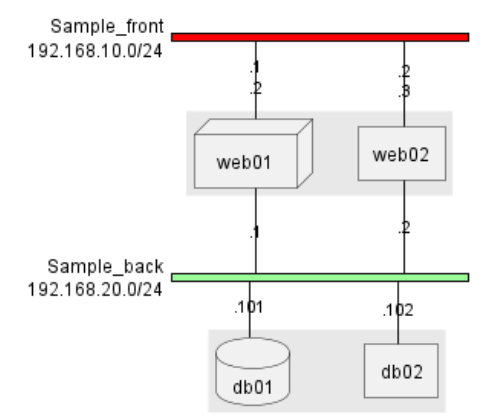 Sample_front
192.168.10.0/24
.1 .2
.2 .3
web01 web02
.1 .2
Sample_back
192.168.20.0/24
.101 .102
db01 db02